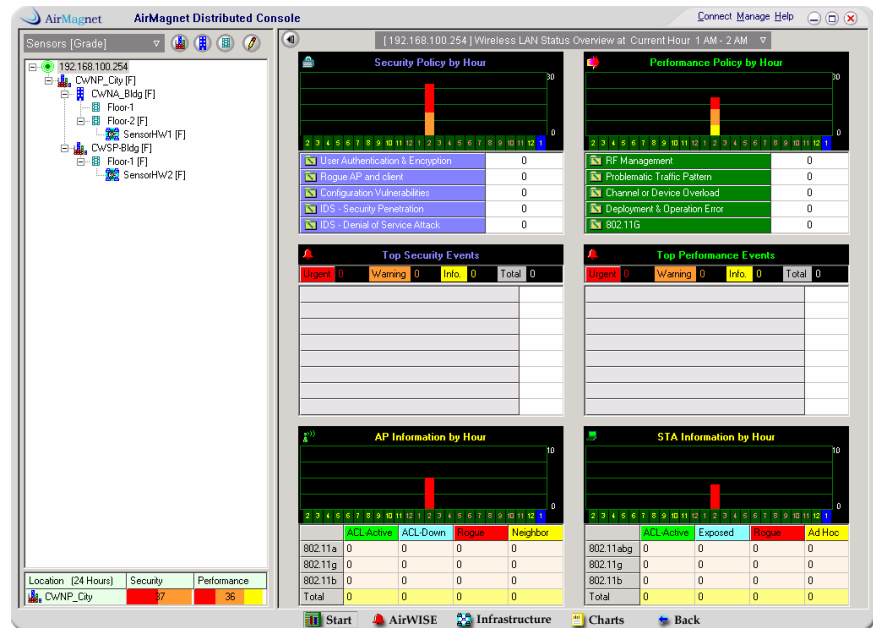 AirMagnet AirMagnet Distributed Console Connect Manage Help
Sensors [Grade]
192.168.100.254
CWNP_City [F]
CWNA_Bldg [F]
Floor-1
Floor-2 [F]
SensorHW1 [F]
CWSP-Bldg [F]
Floor-1 [F]
SensorHW2 [F]
Location (24 Hours) Security Performance
CWNP_City 37 36
[192.168.100.254] Wireless LAN Status Overview at Current Hour 1 AM - 2 AM
Security Policy by Hour
30
0
2 3 4 5 6 7 8 9 10 11 12 1 2 3 4 5 6 7 8 9 10 11 12 1
User Authentication & Encryption 0
Rogue AP and client 0
Configuration Vulnerabilities 0
IDS - Security Penetration 0
IDS - Denial of Service Attack 0
Performance Policy by Hour
30
0
2 3 4 5 6 7 8 9 10 11 12 1 2 3 4 5 6 7 8 9 10 11 12 1
RF Management 0
Problematic Traffic Pattern 0
Channel or Device Overload 0
Deployment & Operation Error 0
802.11G 0
Top Security Events
Urgent 0 Warning 0 Info. 0 Total 0
Top Performance Events
Urgent 0 Warning 0 Info. 0 Total 0
AP Information by Hour
10
0
2 3 4 5 6 7 8 9 10 11 12 1 2 3 4 5 6 7 8 9 10 11 12 1
ACL-Active ACL-Down Rogue Neighbor
802.11a 0 0 0 0
802.11g 0 0 0 0
802.11b 0 0 0 0
Total 0 0 0 0
STA Information by Hour
10
0
2 3 4 5 6 7 8 9 10 11 12 1 2 3 4 5 6 7 8 9 10 11 12 1
ACL-Active Exposed Rogue Ad Hoc
802.11abg 0 0 0 0
802.11g 0 0 0 0
802.11b 0 0 0 0
Total 0 0 0 0
Start AirWISE Infrastructure Charts Back